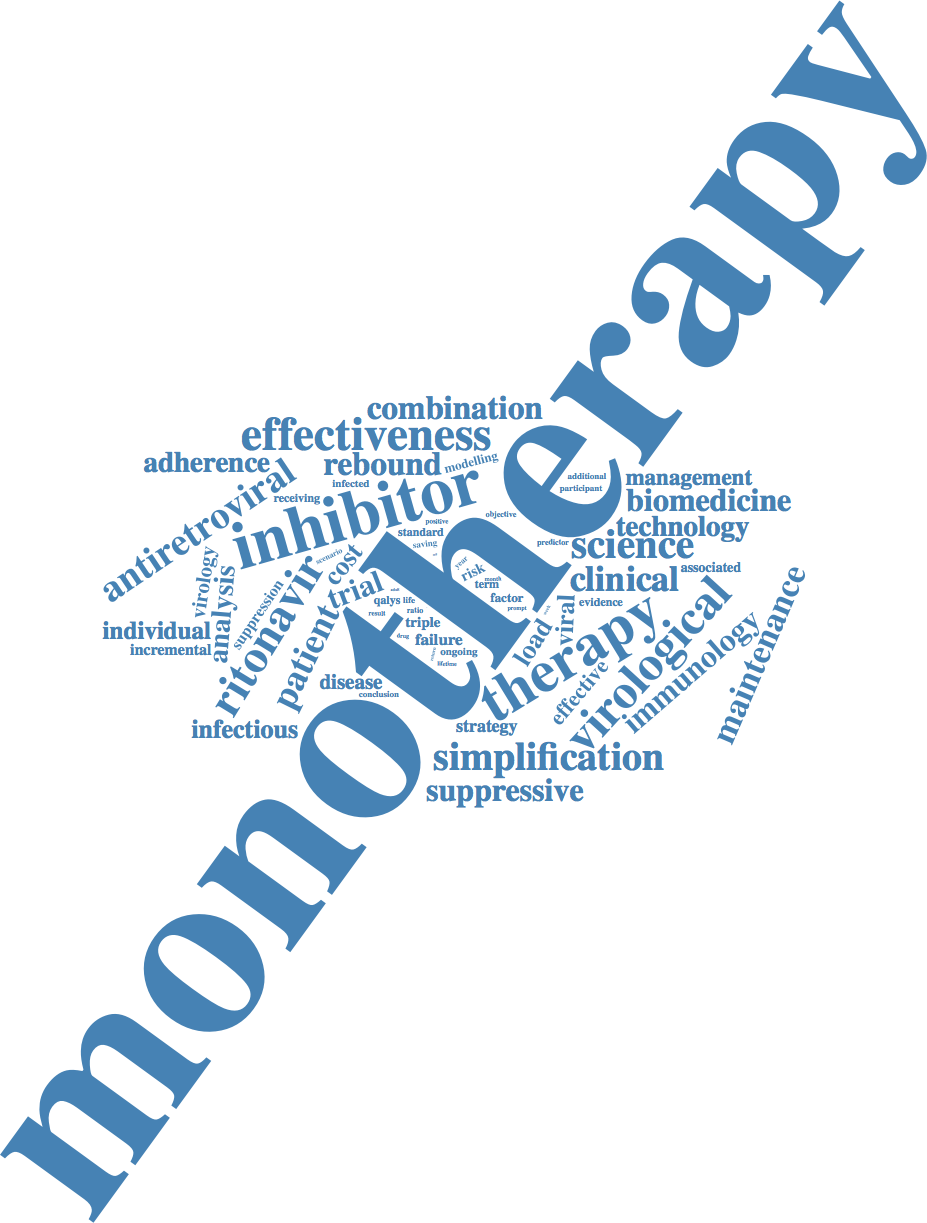 monotherapy
combination
effectiveness
adherence
rebound
modelling
antiretroviral
infected
receiving
inhibitor
additional
participant
management
biomedicine
technology
science
objective
positive
standard
saving
predictor
scenario
cost
year
risk
month
term
clinical
associated
virology
analysis
suppression
ritonavir
trial
adult
qalys
life
factor
prompt
evidence
result
ratio
triple
week
viral
load
patient
drug
failure
ongoing
lifetime
individual
incremental
therapy
virological
immunology
maintenance
effective
disease
conclusion
infectious
strategy
simplification
suppressive